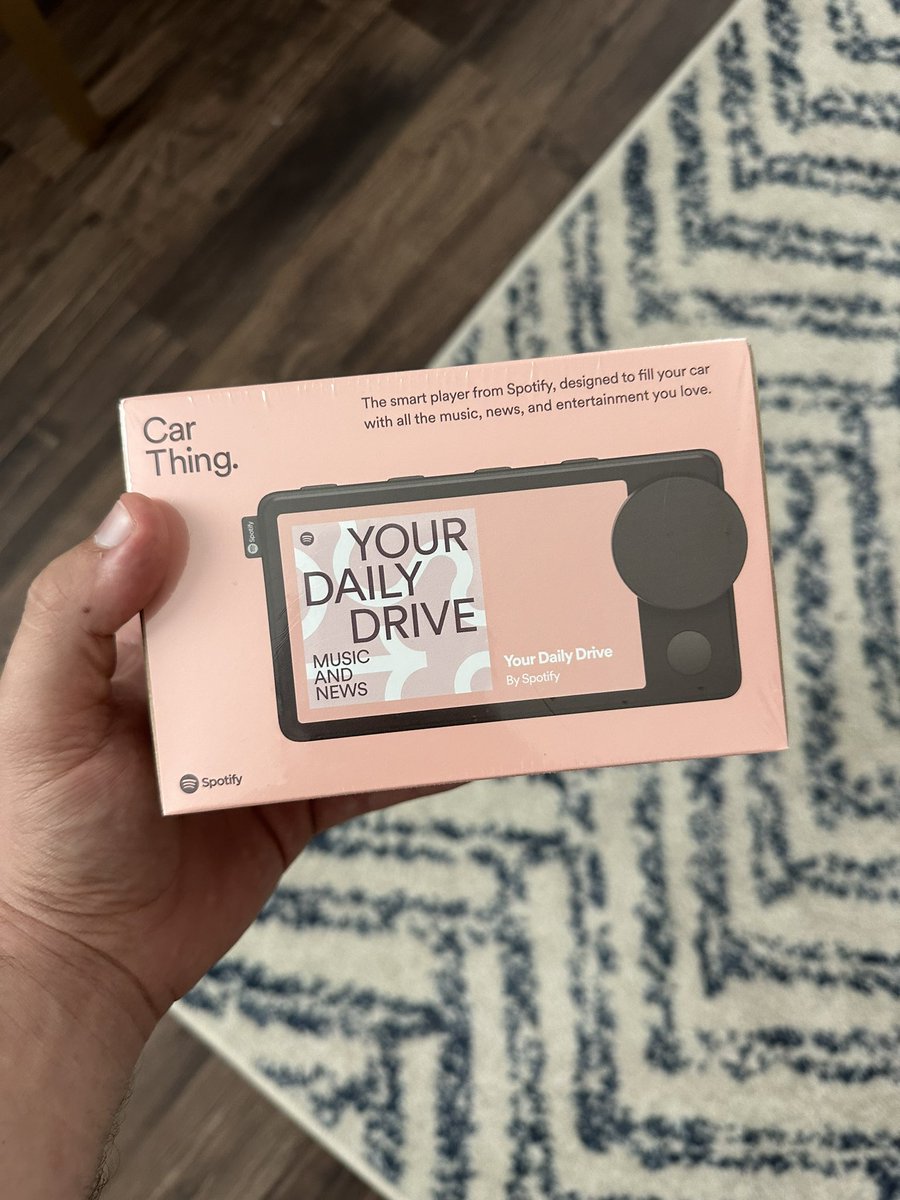 Car
Thing.
The smart player from Spotify, designed to fill your car
with all the music, news, and entertainment you love.
Spotify
YOUR
DAILY
DRIVE
MUSIC
AND
NEWS
Your Daily Drive
By Spotify
Spotify